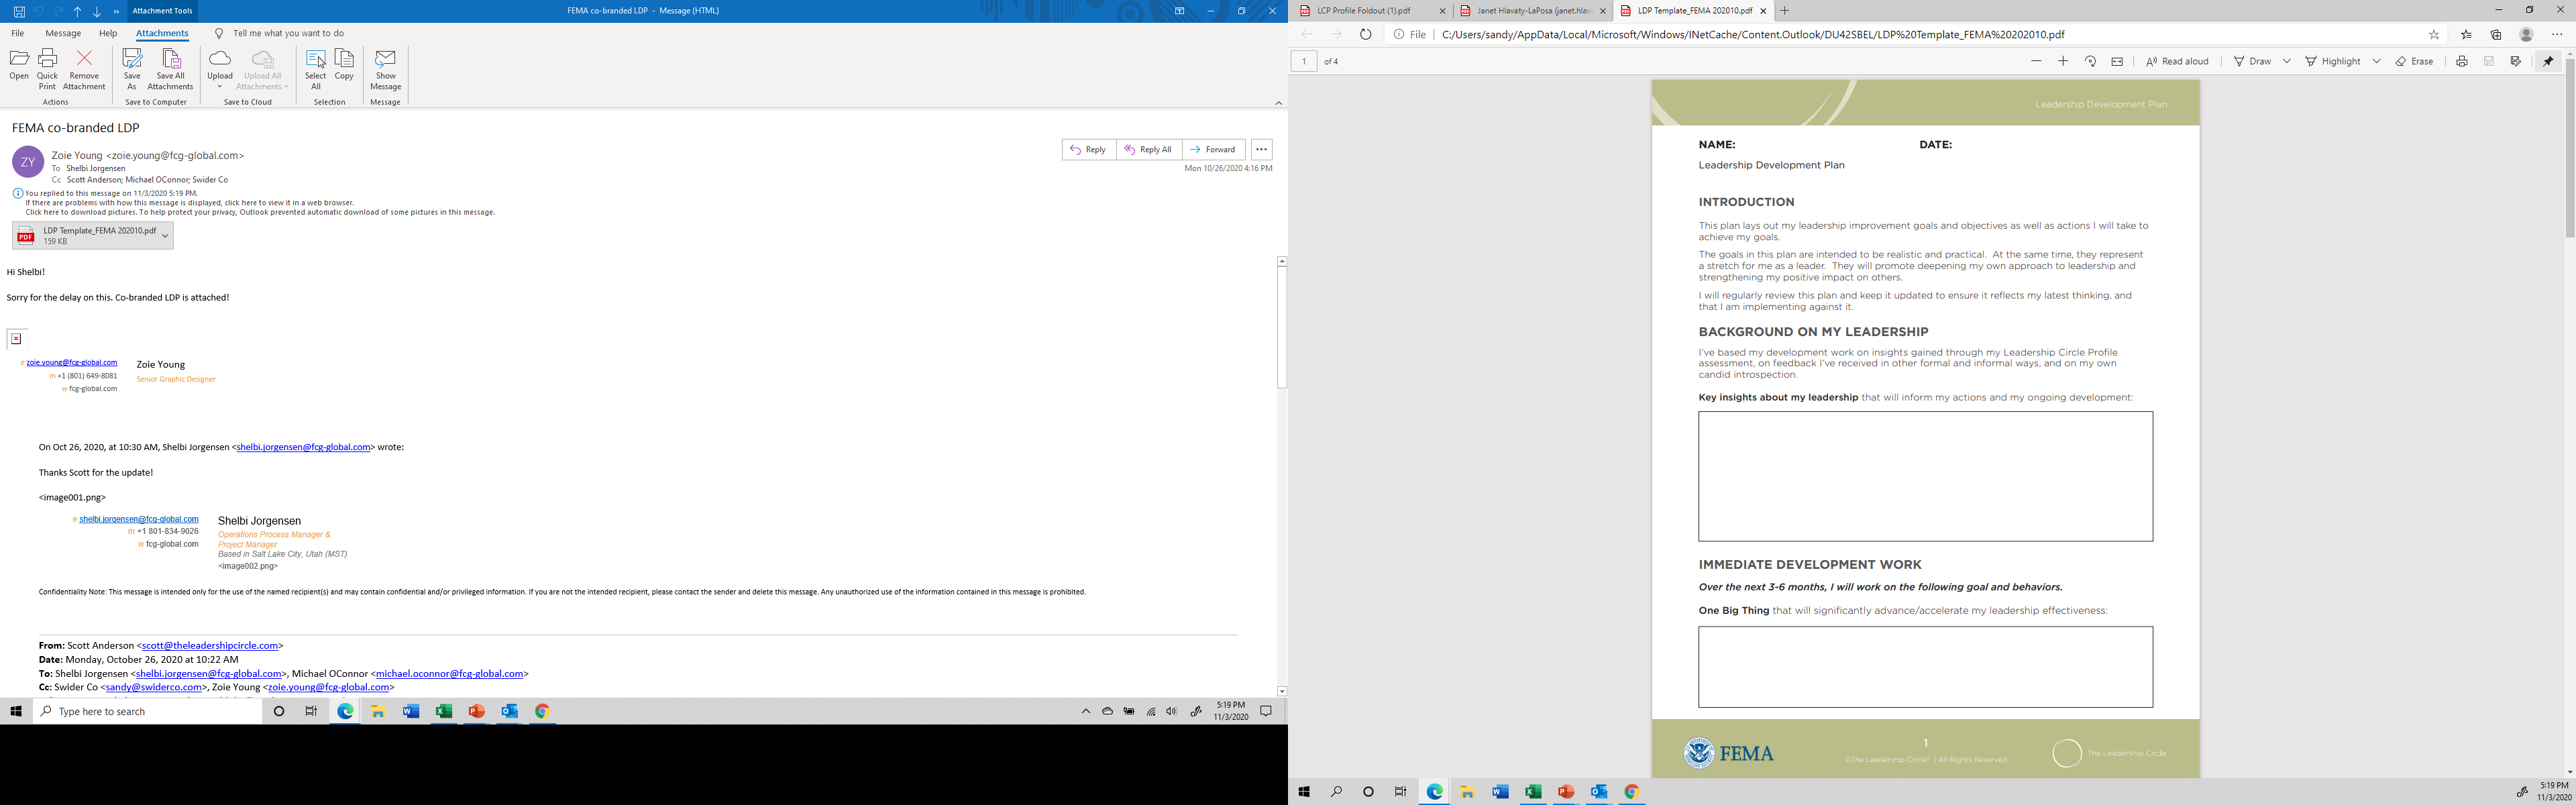 Attachment Tools
FEMA co-branded LDP - Message (HTML)
File Message Help Attachments Tell me what you want to do
Open
Quick Print
Remove Attachment
Actions
Save As
Save All Attachments
Save to Computer
Upload
Upload All Attachments
Save to Cloud
Select All
Copy
Selection
Show Message
Message
FEMA co-branded LDP
ZY
Zoie Young <zoie.young@fcg-global.com>
To Shelbi Jorgensen
Cc Scott Anderson; Michael OConnor; Swider Co
Reply Reply All Forward
Mon 10/26/2020 4:16 PM
You replied to this message on 11/3/2020 5:19 PM.
If there are problems with how this message is displayed, click here to view it in a web browser.
Click here to download pictures. To help protect your privacy, Outlook prevented automatic download of some pictures in this message.
PDF
LDP Template_FEMA 202010.pdf
159 KB
Hi Shelbi!
Sorry for the delay on this. Co-branded LDP is attached!
e zoie.young@fcg-global.com
m +1 (801) 649-8081
w fcg-global.com
Zoie Young
Senior Graphic Designer
On Oct 26, 2020, at 10:30 AM, Shelbi Jorgensen <shelbi.jorgensen@fcg-global.com> wrote:
Thanks Scott for the update!
<image001.png>
e shelbi.jorgensen@fcg-global.com
m +1 801-834-9026
w fcg-global.com
Shelbi Jorgensen
Operations Process Manager &
Project Manager
Based in Salt Lake City, Utah (MST)
<image002.png>
Confidentiality Note: This message is intended only for the use of the named recipient(s) and may contain confidential and/or privileged information. If you are not the intended recipient, please contact the sender and delete this message. Any unauthorized use of the information contained in this message is prohibited.
From: Scott Anderson <scott@theleadershipcircle.com>
Date: Monday, October 26, 2020 at 10:22 AM
To: Shelbi Jorgensen <shelbi.jorgensen@fcg-global.com>, Michael OConnor <michael.oconnor@fcg-global.com>
Cc: Swider Co <sandy@swiderco.com>, Zoie Young <zoie.young@fcg-global.com>
Type here to search
5:19 PM
11/3/2020
LCP Profile Foldout (1).pdf
Janet Hlavaty-LaPosa (janet.hlav
LDP Template_FEMA 202010.pdf
File C:/Users/sandy/AppData/Local/Microsoft/Windows/INetCache/Content.Outlook/DU42SBEL/LDP%20Template_FEMA%20202010.pdf
1 of 4
Read aloud Draw Highlight Erase
Leadership Development Plan
NAME: DATE:
Leadership Development Plan
INTRODUCTION
This plan lays out my leadership improvement goals and objectives as well as actions I will take to
achieve my goals.
The goals in this plan are intended to be realistic and practical. At the same time, they represent
a stretch for me as a leader. They will promote deepening my own approach to leadership and
strengthening my positive impact on others.
I will regularly review this plan and keep it updated to ensure it reflects my latest thinking, and
that I am implementing against it.
BACKGROUND ON MY LEADERSHIP
I've based my development work on insights gained through my Leadership Circle Profile
assessment, on feedback I've received in other formal and informal ways, and on my own
candid introspection.
Key insights about my leadership that will inform my actions and my ongoing development:
IMMEDIATE DEVELOPMENT WORK
Over the next 3-6 months, I will work on the following goal and behaviors.
One Big Thing that will significantly advance/accelerate my leadership effectiveness:
FEMA
1
©The Leadership Circle® | All Rights Reserved
The Leadership Circle
5:19 PM
11/3/2020